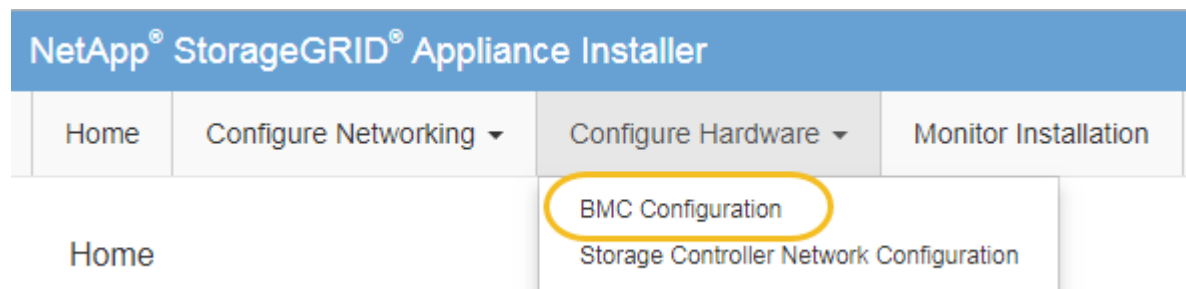 NetApp® StorageGRID® Appliance Installer
Home Configure Networking Configure Hardware Monitor Installation
BMC Configuration
Home
Storage Controller Network Configuration